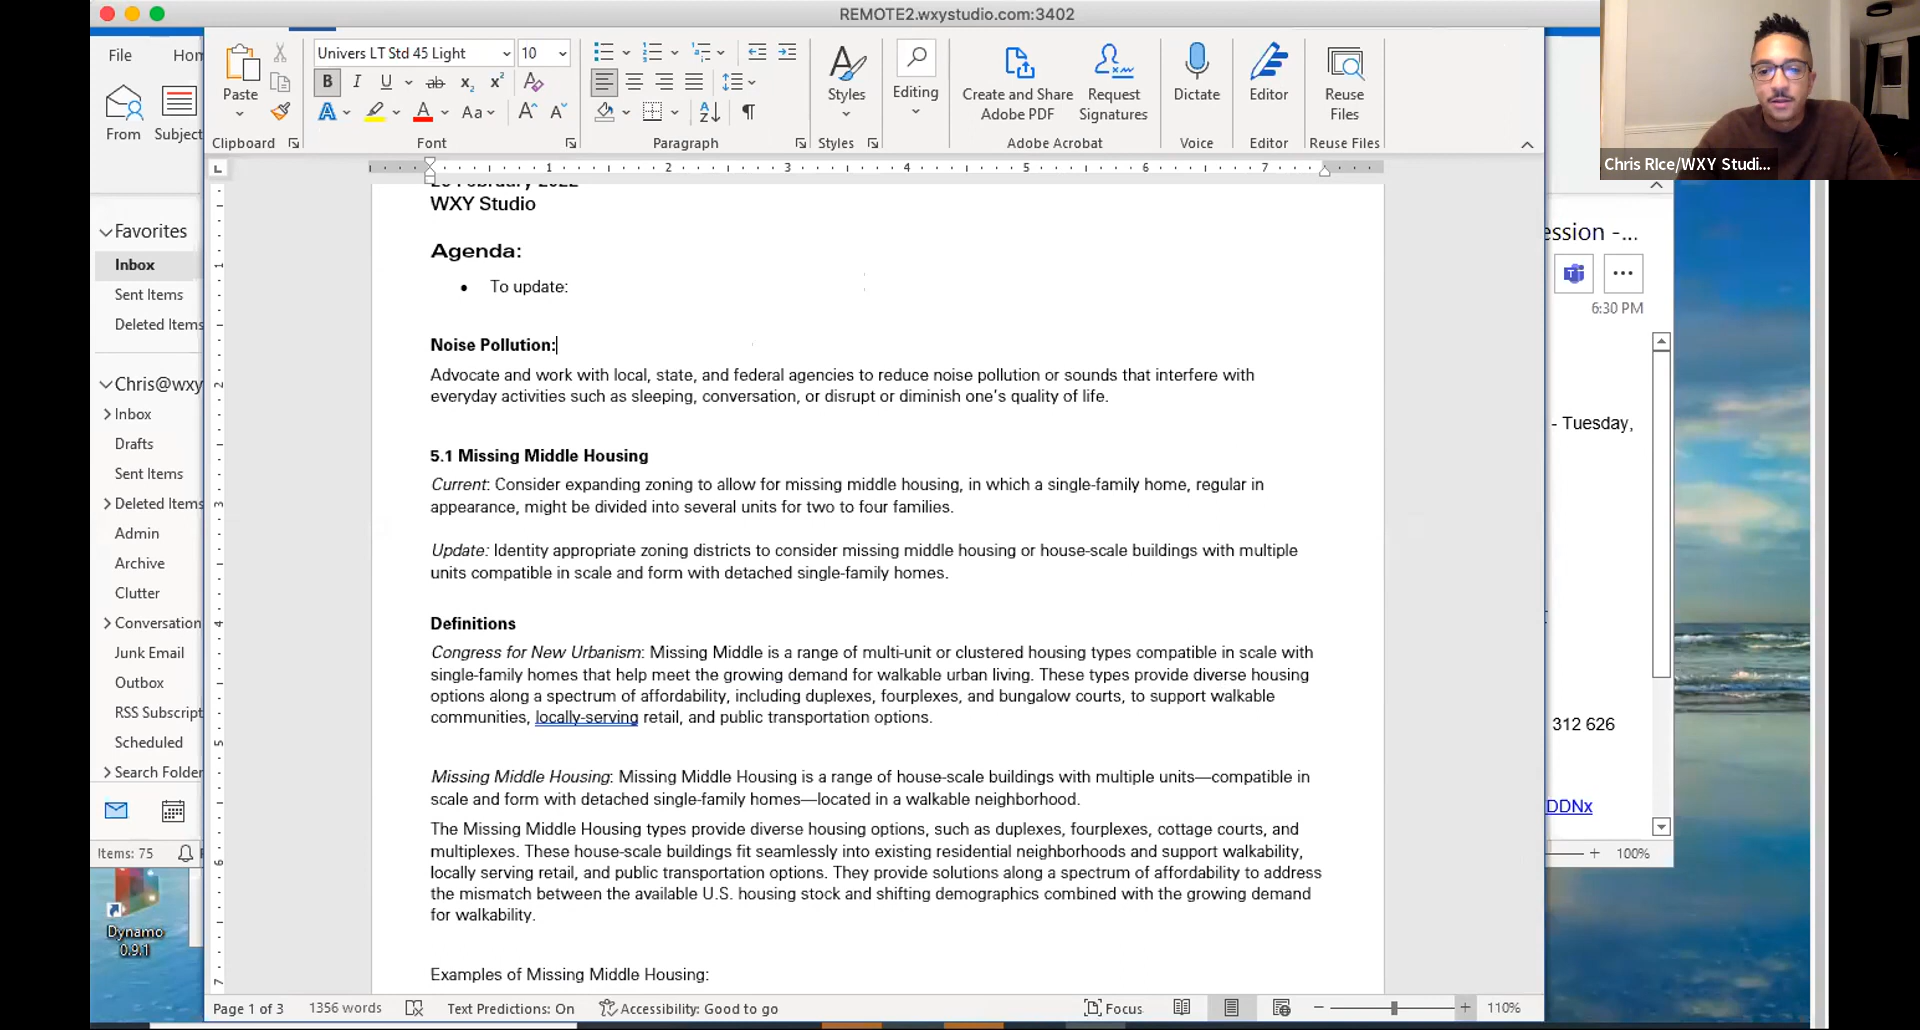 REMOTE2.wxystudio.com:3402
File
Hom
Univers LT Std 45 Light
10
Paste
From
Subject
Styles
Editing
Create and Share
Adobe PDF
Request
Signatures
Dictate
Editor
Reuse
Files
Clipboard
Font
Paragraph
Styles
Adobe Acrobat
Voice
Editor
Reuse Files
Chris RIce/WXY Studi...
1 2 3 4 5 6 7
February 2022
WXY Studio
Agenda:
• To update:
Noise Pollution:
Advocate and work with local, state, and federal agencies to reduce noise pollution or sounds that interfere with
everyday activities such as sleeping, conversation, or disrupt or diminish one's quality of life.
5.1 Missing Middle Housing
Current: Consider expanding zoning to allow for missing middle housing, in which a single-family home, regular in
appearance, might be divided into several units for two to four families.
Update: Identity appropriate zoning districts to consider missing middle housing or house-scale buildings with multiple
units compatible in scale and form with detached single-family homes.
Definitions
Congress for New Urbanism: Missing Middle is a range of multi-unit or clustered housing types compatible in scale with
single-family homes that help meet the growing demand for walkable urban living. These types provide diverse housing
options along a spectrum of affordability, including duplexes, fourplexes, and bungalow courts, to support walkable
communities, locally-serving retail, and public transportation options.
Missing Middle Housing: Missing Middle Housing is a range of house-scale buildings with multiple units—compatible in
scale and form with detached single-family homes—located in a walkable neighborhood.
The Missing Middle Housing types provide diverse housing options, such as duplexes, fourplexes, cottage courts, and
multiplexes. These house-scale buildings fit seamlessly into existing residential neighborhoods and support walkability,
locally serving retail, and public transportation options. They provide solutions along a spectrum of affordability to address
the mismatch between the available U.S. housing stock and shifting demographics combined with the growing demand
for walkability.
Examples of Missing Middle Housing:
Favorites
Inbox
Sent Items
Deleted Items
Chris@wxy
Inbox
Drafts
Sent Items
Deleted Items
Admin
Archive
Clutter
Conversation
Junk Email
Outbox
RSS Subscript
Scheduled
Search Folder
Items: 75
Dynamo
0.9.1
ession -...
6:30 PM
- Tuesday,
312 626
DDNx
100%
Page 1 of 3
1356 words
Text Predictions: On
Accessibility: Good to go
Focus
110%